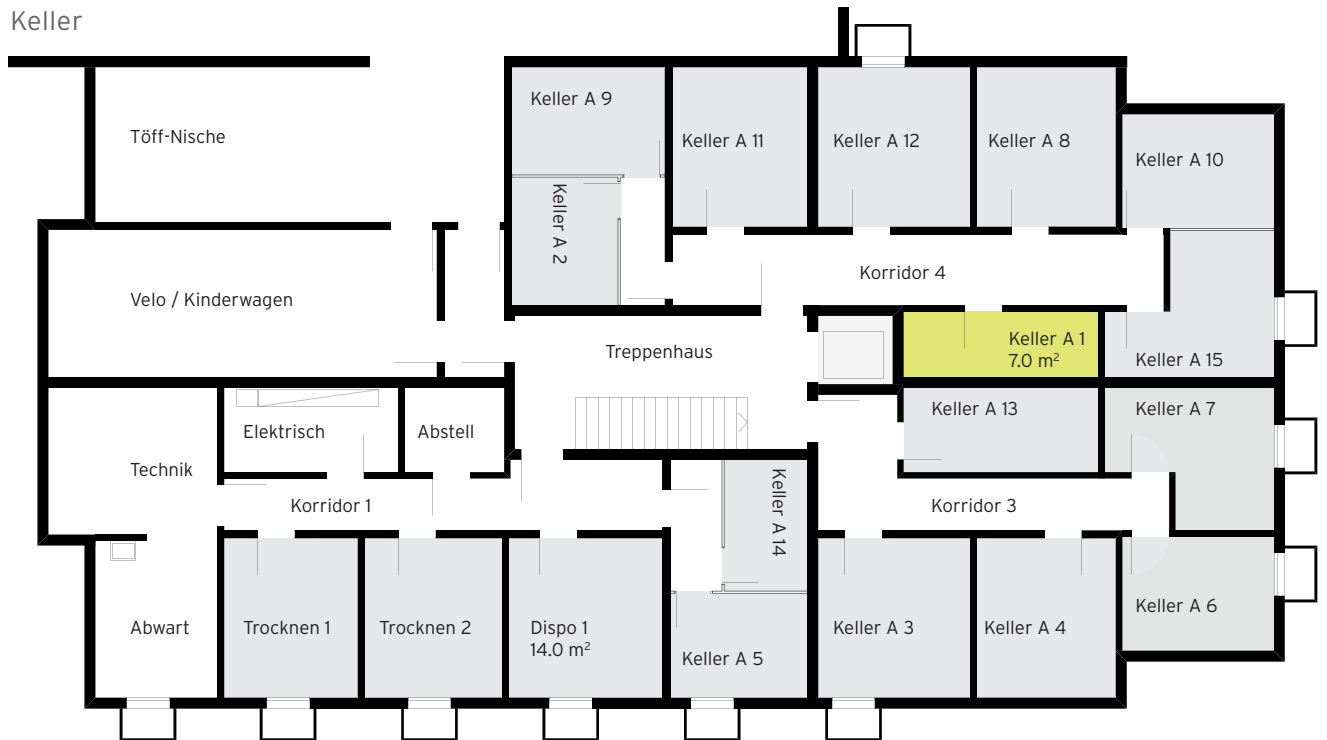 Keller
Keller A 9
Töff-Nische
Keller A 11
Keller A 12
Keller A 8
Keller A 10
Keller A 2
Korridor 4
Velo / Kinderwagen
Treppenhaus
Keller A 1
7.0 m²
Keller A 15
Keller A 13
Keller A 7
Elektrisch
Abstell
Technik
Korridor 1
Keller A 14
Korridor 3
Abwart
Trocknen 1
Trocknen 2
Dispo 1
14.0 m²
Keller A 5
Keller A 3
Keller A 4
Keller A 6